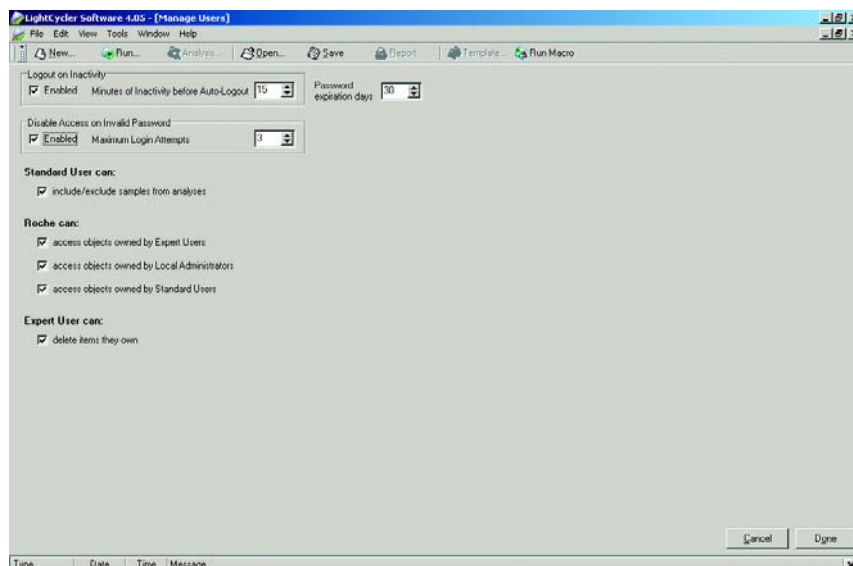 LightCycler Software 4.05 - [Manage Users]
File Edit View Tools Window Help
New... Run... Analysis... Open... Save Report Template... Run Macro
Logout on Inactivity
Enabled Minutes of Inactivity before Auto-Logout 15
Password
expiration days 30
Disable Access on Invalid Password
Enabled Maximum Login Attempts 3
Standard User can:
include/exclude samples from analyses
Roche can:
access objects owned by Expert Users
access objects owned by Local Administrators
access objects owned by Standard Users
Expert User can:
delete items they own
Cancel Done
Type Date Time Message